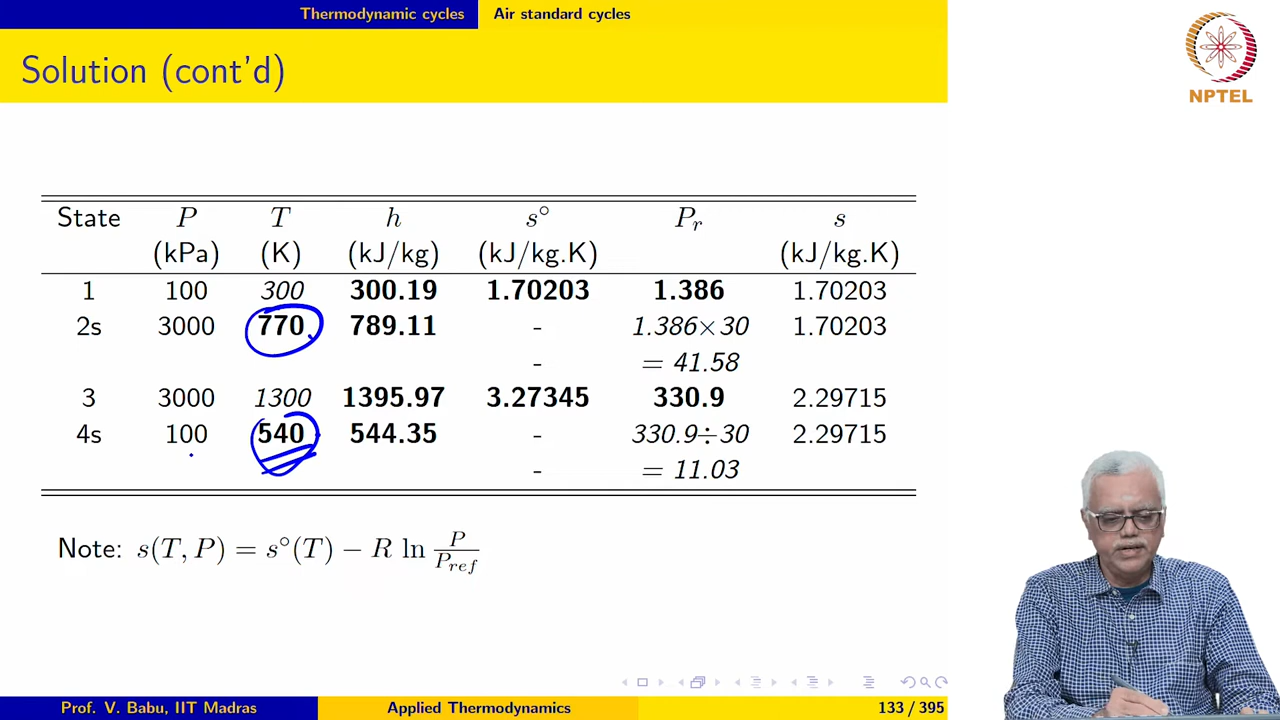 Thermodynamic cycles Air standard cycles
Solution (cont'd)
NPTEL
State P T h s° Pr s
(kPa) (K) (kJ/kg) (kJ/kg.K) (kJ/kg.K)
1 100 300 300.19 1.70203 1.386 1.70203
2s 3000 770 789.11 - 1.386×30 1.70203
- = 41.58
3 3000 1300 1395.97 3.27345 330.9 2.29715
4s 100 540 544.35 - 330.9÷30 2.29715
- = 11.03
Note: s(T, P) = s°(T) − R ln P/Pref
Prof. V. Babu, IIT Madras Applied Thermodynamics 133 / 395